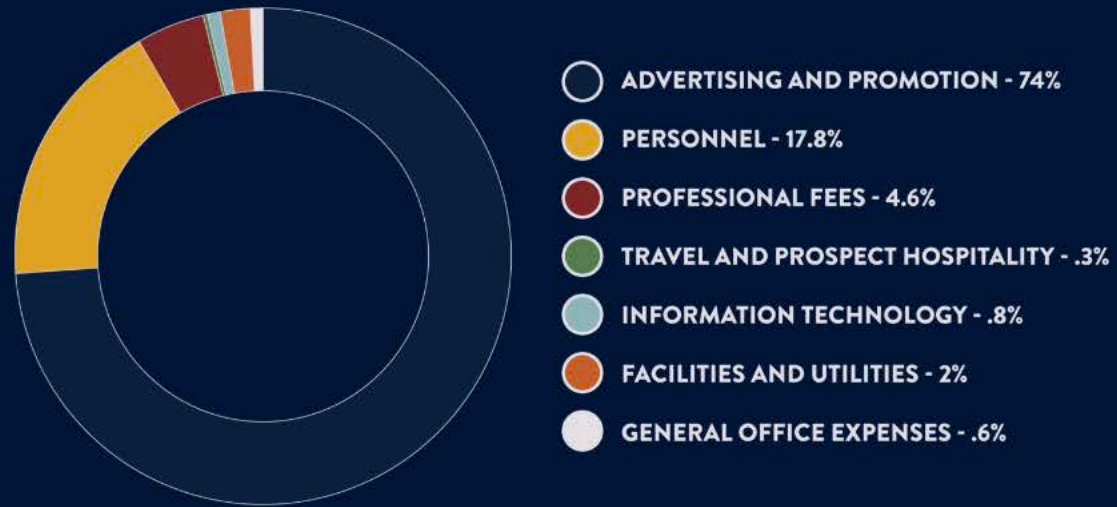 ADVERTISING AND PROMOTION - 74%
PERSONNEL - 17.8%
PROFESSIONAL FEES - 4.6%
TRAVEL AND PROSPECT HOSPITALITY - .3%
INFORMATION TECHNOLOGY - .8%
FACILITIES AND UTILITIES - 2%
GENERAL OFFICE EXPENSES - .6%